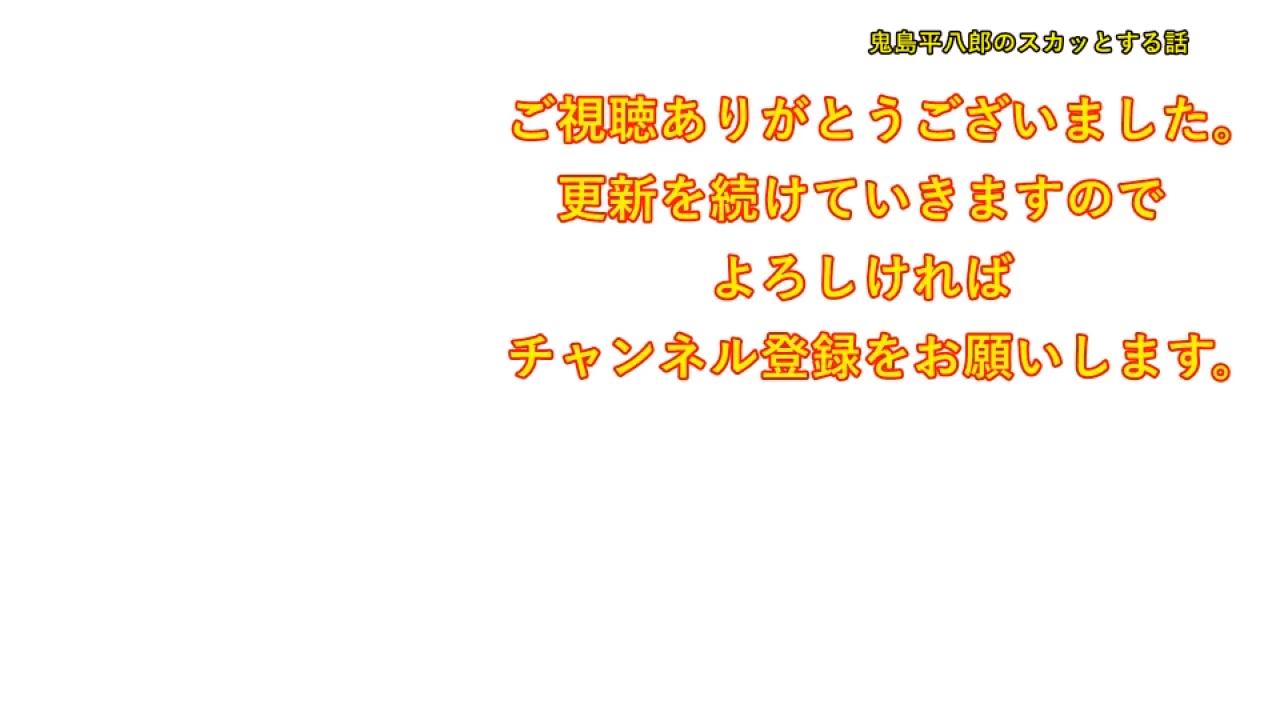 鬼島平八郎のスカッとする話
ご視聴ありがとうございました。
更新を続けていきますので
よろしければ
チャンネル登録をお願いします。